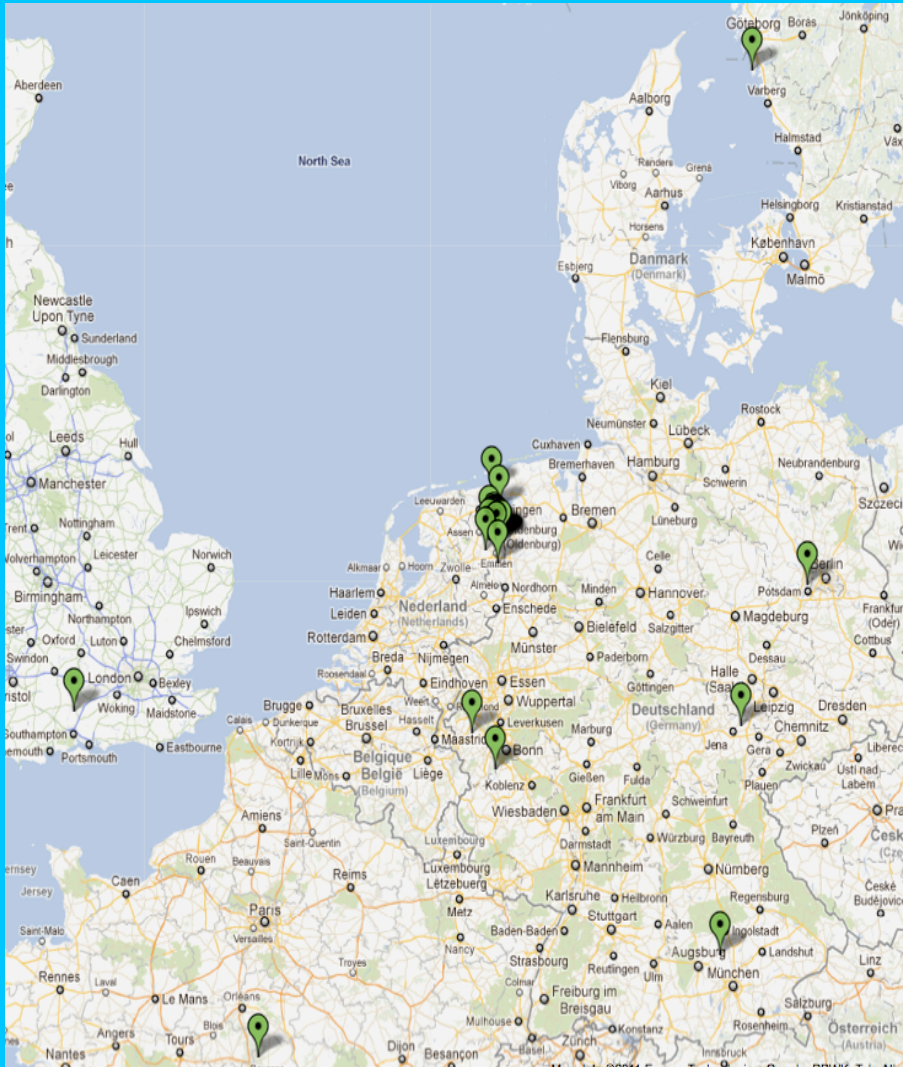 Göteborg
Borås
Jönköping
Aberdeen
Varberg
Aalborg
Halmstad
North Sea
Randers
Grenå
Viborg
Aarhus
Helsingborg
Kristianstad
Horsens
København
Danmark
(Denmark)
Esbjerg
Malmö
Newcastle
Upon Tyne
Sunderland
Middlesbrough
Darlington
Flensburg
Kiel
Rostock
Neumünster
Lübeck
Cuxhaven
Leeds
Hull
Bremerhaven
Hamburg
Schwerin
Neubrandenburg
Manchester
Leeuwarden
Lüneburg
Bremen
Nottingham
Assen
Oldenburg)
Leicester
Norwich
Emmen
Celle
Berlin
Birmingham
Alkmaar
Hoorn
Zwolle
Almelo
Nordhorn
Minden
Hannover
Potsdam
Haarlem
Northampton
Ipswich
Leiden
Nederland
(Netherlands)
Enschede
Bielefeld
Salzgitter
Magdeburg
Frankfurt
(Oder)
Oxford
Luton
Chelmsford
Rotterdam
Münster
Cottbus
Swindon
Breda
Nijmegen
Paderborn
Dessau
London
Bexley
Roosendaal
Eindhoven
Essen
Göttingen
Halle
Woking
Maidstone
Brugge
Weert
Wuppertal
Deutschland
(Germany)
Leipzig
Southampton
Calais
Dunkerque
Bruxelles
Brussel
Hasselt
Leverkusen
Chemnitz
Dresden
Portsmouth
Eastbourne
Kortrijk
Marburg
Jena
Gera
Lille
Mons
Belgique
België
(Belgium)
Liège
Bonn
Gießen
Fulda
Zwickau
Plauen
Ústí nad
Labem
Koblenz
Amiens
Wiesbaden
Frankfurt
am Main
Schweinfurt
Saint-Quentin
Luxembourg
Luxembourg
Lëtzebuerg
Darmstadt
Würzburg
Bayreuth
Plzeň
Rouen
Beauvais
Mannheim
Nürnberg
Jersey
Caen
Reims
Karlsruhe
Heilbronn
Regensburg
České
Budějovice
Paris
Metz
Versailles
Stuttgart
Aalen
Ingolstadt
Saint-Malo
Nancy
Baden-Baden
Strasbourg
Augsburg
Landshut
Linz
Rennes
Laval
Troyes
Reutlingen
Ulm
München
Le Mans
Orléans
Colmar
Freiburg im
Breisgau
Salzburg
Angers
Blois
Mulhouse
Konstanz
Rosenheim
Österreich
(Austria)
Nantes
Tours
Dijon
Besançon
Basel
Zürich
Innsbruck